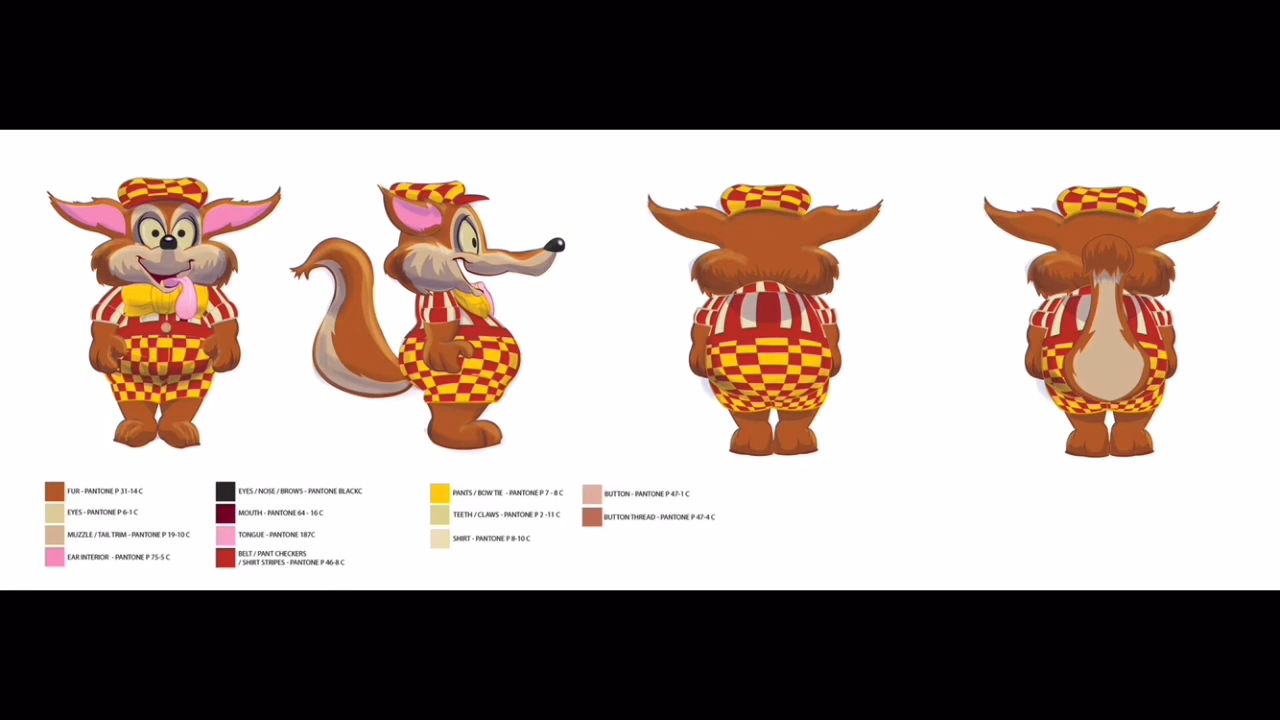 FUR - PANTONE P 31-14 C
EYES - PANTONE P 6-1 C
MUZZLE / TAIL TRIM - PANTONE P 19-10 C
EAR INTERIOR - PANTONE P 75-5 C
EYES / NOSE / BROWS - PANTONE BLACKC
MOUTH - PANTONE 64 - 16 C
TONGUE - PANTONE 187C
BELT / PANT CHECKERS
/ SHIRT STRIPES - PANTONE P 46-8 C
PANTS / BOW TIE - PANTONE P 7 - 8 C
TEETH / CLAWS - PANTONE P 2 -11 C
SHIRT - PANTONE P 8-10 C
BUTTON - PANTONE P 47-1 C
BUTTON THREAD - PANTONE P 47-4 C